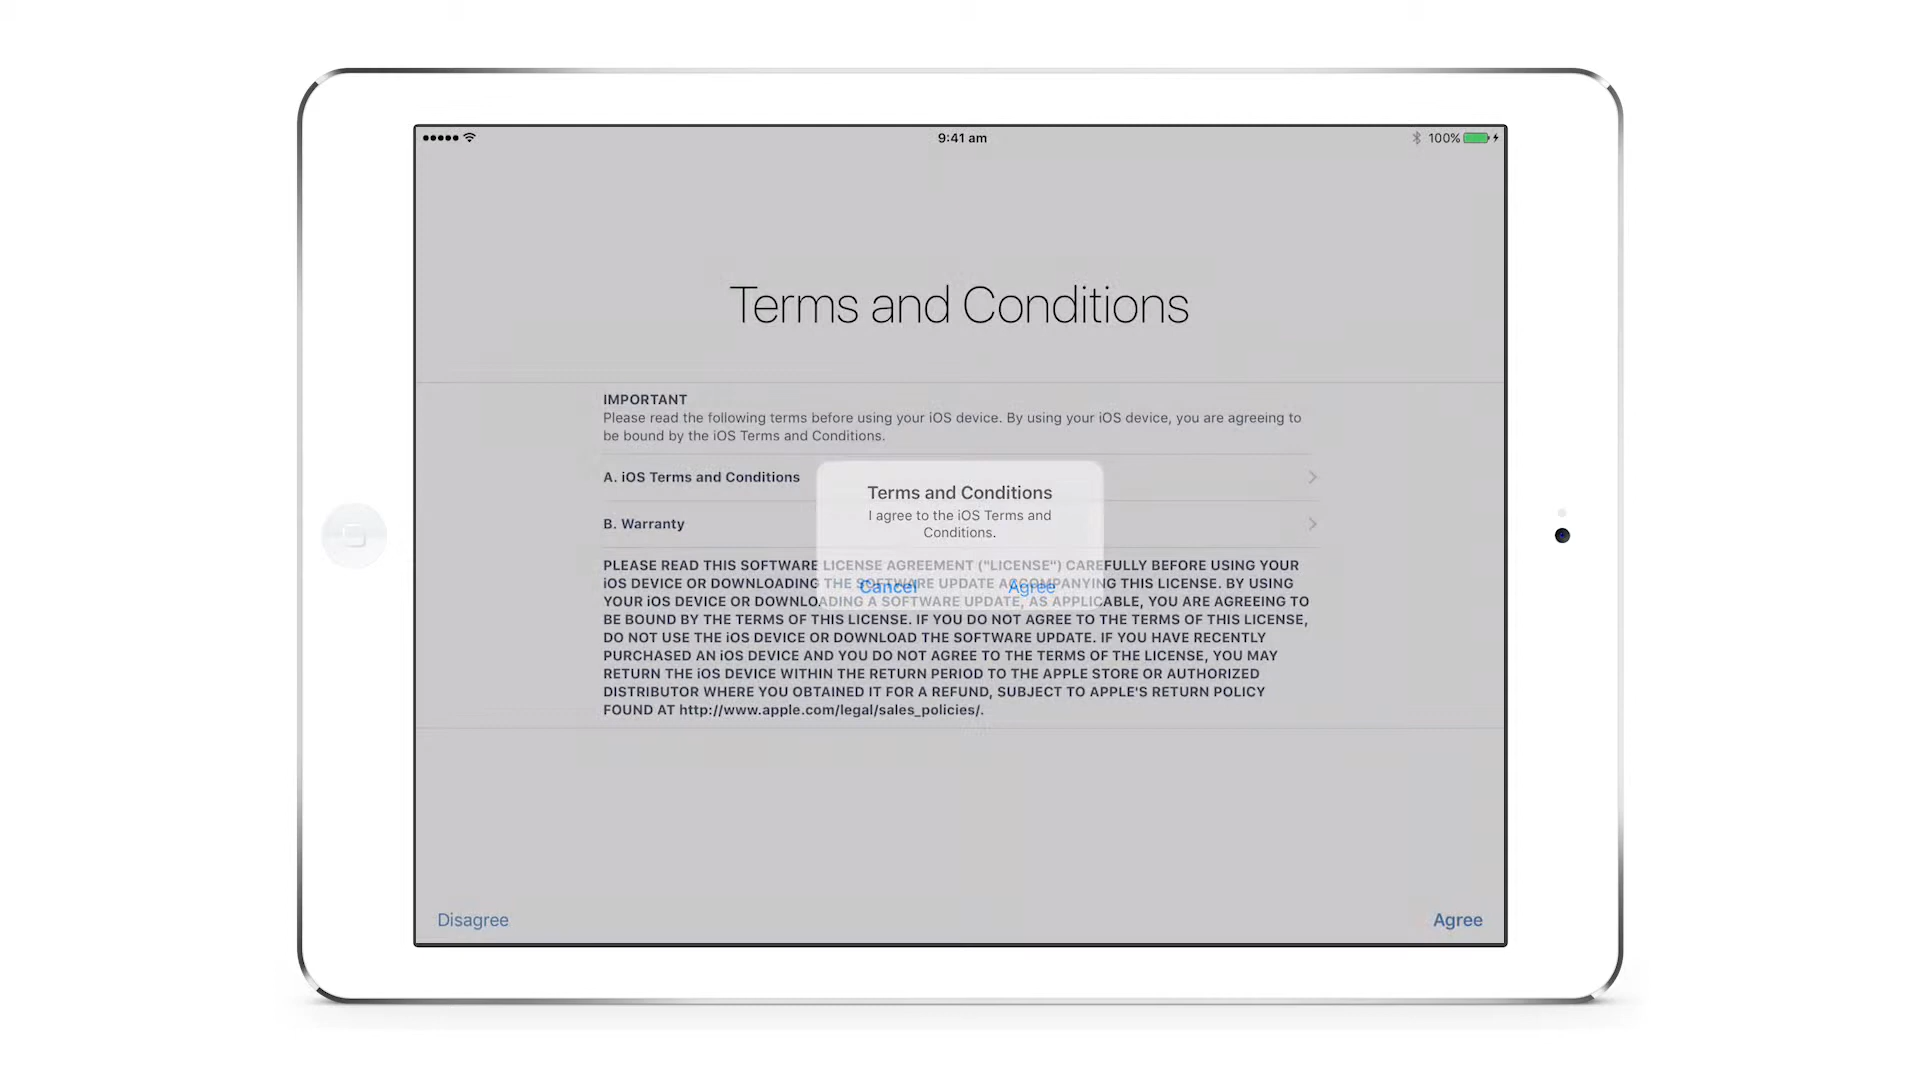 9:41 am
100%
Terms and Conditions
IMPORTANT
Please read the following terms before using your iOS device. By using your iOS device, you are agreeing to
be bound by the iOS Terms and Conditions.
A. iOS Terms and Conditions
B. Warranty
Terms and Conditions
I agree to the iOS Terms and
Conditions.
Cancel
Agree
PLEASE READ THIS SOFTWARE LICENSE AGREEMENT ("LICENSE") CAREFULLY BEFORE USING YOUR
iOS DEVICE OR DOWNLOADING THE SOFTWARE UPDATE ACCOMPANYING THIS LICENSE. BY USING
YOUR iOS DEVICE OR DOWNLOADING A SOFTWARE UPDATE, AS APPLICABLE, YOU ARE AGREEING TO
BE BOUND BY THE TERMS OF THIS LICENSE. IF YOU DO NOT AGREE TO THE TERMS OF THIS LICENSE,
DO NOT USE THE iOS DEVICE OR DOWNLOAD THE SOFTWARE UPDATE. IF YOU HAVE RECENTLY
PURCHASED AN iOS DEVICE AND YOU DO NOT AGREE TO THE TERMS OF THE LICENSE, YOU MAY
RETURN THE iOS DEVICE WITHIN THE RETURN PERIOD TO THE APPLE STORE OR AUTHORIZED
DISTRIBUTOR WHERE YOU OBTAINED IT FOR A REFUND, SUBJECT TO APPLE'S RETURN POLICY
FOUND AT http://www.apple.com/legal/sales_policies/.
Disagree
Agree